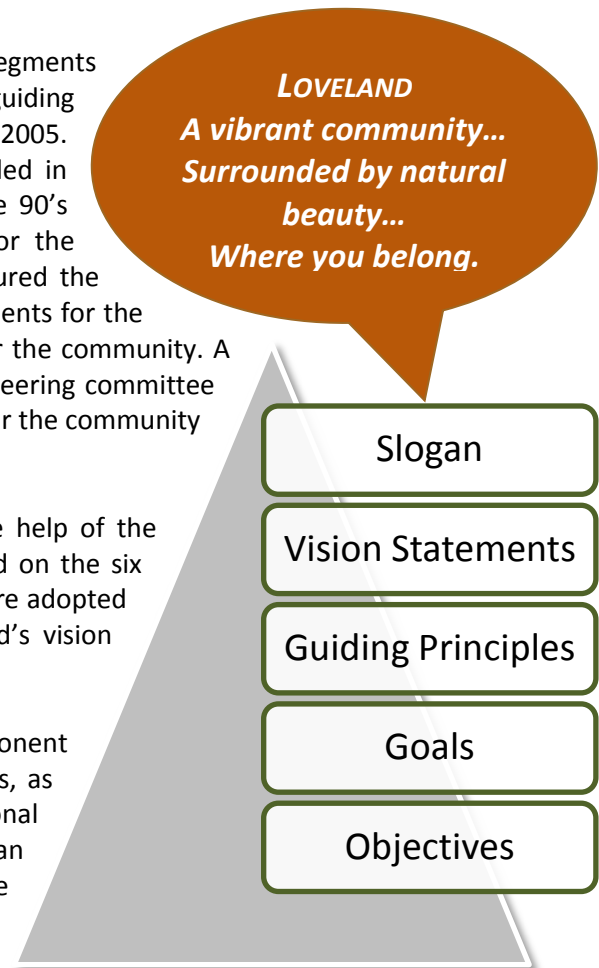 egments
guiding
2005.
led in
e 90's
or the
ured the
ents for the
r the community. A
eering committee
or the community
e help of the
d on the six
re adopted
d's vision
onent
s, as
onal
an
e
LOVELAND
A vibrant community…
Surrounded by natural
beauty…
Where you belong.
Slogan
Vision Statements
Guiding Principles
Goals
Objectives